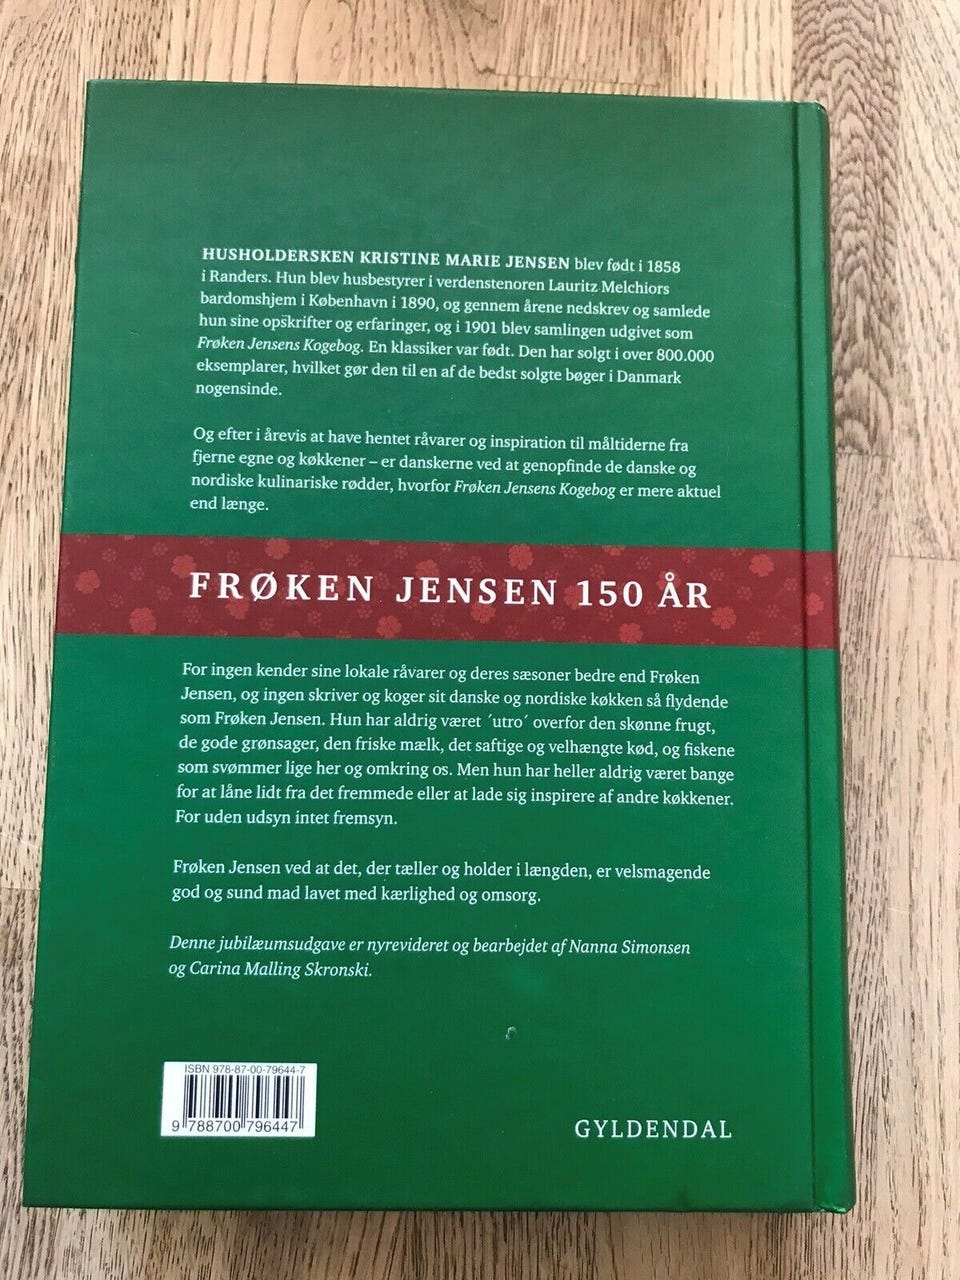 HUSHOLDERSKEN KRISTINE MARIE JENSEN blev født i 1858
i Randers. Hun blev husbestyrer i verdenstenoren Lauritz Melchiors
bardomshjem i København i 1890, og gennem årene nedskrev og samlede
hun sine opskrifter og erfaringer, og i 1901 blev samlingen udgivet som
Frøken Jensens Kogebog. En klassiker var født. Den har solgt i over 800.000
eksemplarer, hvilket gør den til en af de bedst solgte bøger i Danmark
nogensinde.
Og efter i årevis at have hentet råvarer og inspiration til måltiderne fra
fjerne egne og køkkener – er danskerne ved at genopfinde de danske og
nordiske kulinariske rødder, hvorfor Frøken Jensens Kogebog er mere aktuel
end længe.
FRØKEN JENSEN 150 ÅR
For ingen kender sine lokale råvarer og deres sæsoner bedre end Frøken
Jensen, og ingen skriver og koger sit danske og nordiske køkken så flydende
som Frøken Jensen. Hun har aldrig været ´utro´ overfor den skønne frugt,
de gode grønsager, den friske mælk, det saftige og velhængte kød, og fiskene
som svømmer lige her og omkring os. Men hun har heller aldrig været bange
for at låne lidt fra det fremmede eller at lade sig inspirere af andre køkkener.
For uden udsyn intet fremsyn.
Frøken Jensen ved at det, der tæller og holder i længden, er velsmagende
god og sund mad lavet med kærlighed og omsorg.
Denne jubilæumsudgave er nyrevideret og bearbejdet af Nanna Simonsen
og Carina Malling Skronski.
ISBN 978-87-00-79644-7
9 788700 796447
GYLDENDAL